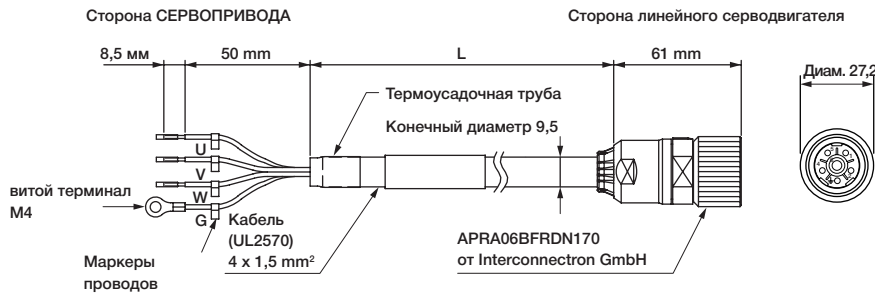 Сторона СЕРВОПРИВОДА
Сторона линейного серводвигателя
8,5 мм
50 mm
L
61 mm
Диам. 27,2
Термоусадочная труба
Конечный диаметр 9,5
U
V
W
G
витой терминал
M4
Кабель
(UL2570)
4 x 1,5 mm²
Маркеры
проводов
APRA06BFRDN170
от Interconnectron GmbH